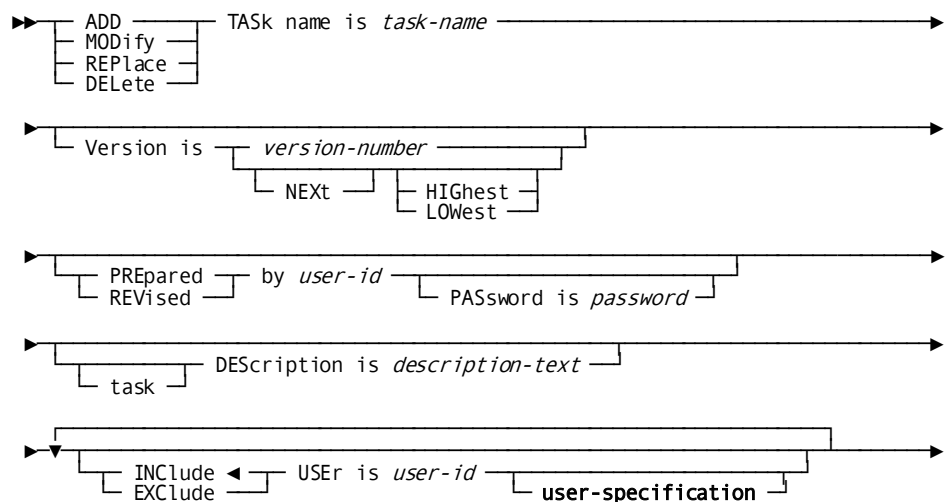 ADD TASk name is task-name
MODify
REPlace
DELete
Version is version-number
NEXt HIGhest
LOWest
PREpared by user-id
REVised PASsword is password
DEScription is description-text
task
INClude USEr is user-id
EXClude user-specification